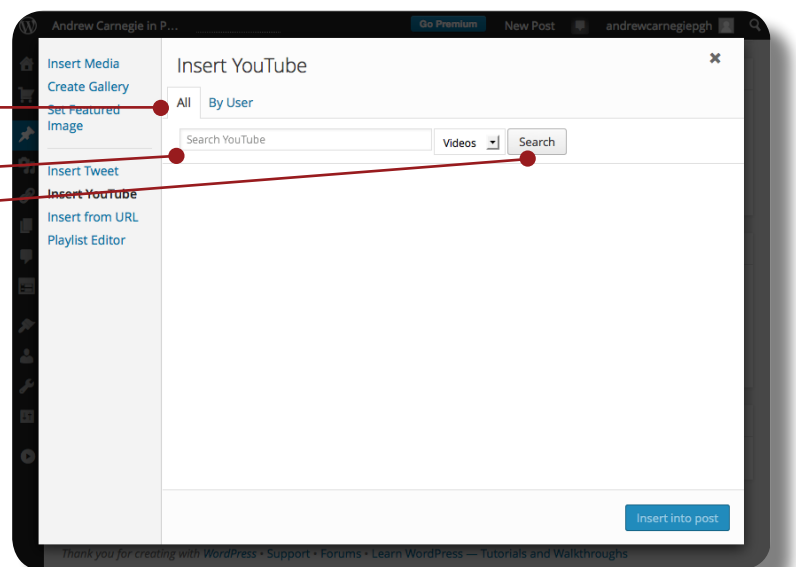 Andrew Carnegie in P...
Go Premium
New Post
andrewcarnegiepgh
Insert Media
Create Gallery
Set Featured
Image
Insert Tweet
Insert YouTube
Insert from URL
Playlist Editor
Insert YouTube
All
By User
Search YouTube
Videos
Search
Insert into post
Thank you for creating with WordPress • Support • Forums • Learn WordPress — Tutorials and Walkthroughs